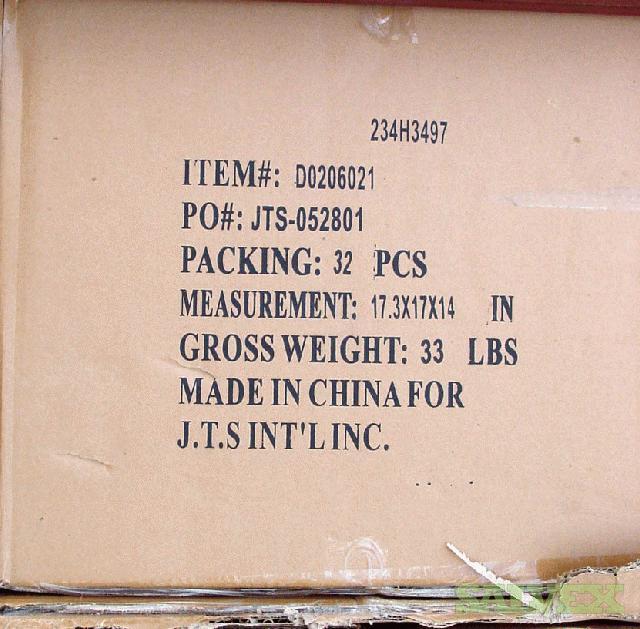 234H3497
ITEM#: D0206021
PO#: JTS-052801
PACKING: 32 PCS
MEASUREMENT: 17.3X17X14 IN
GROSS WEIGHT: 33 LBS
MADE IN CHINA FOR
J.T.S INT'L INC.
SALVEX